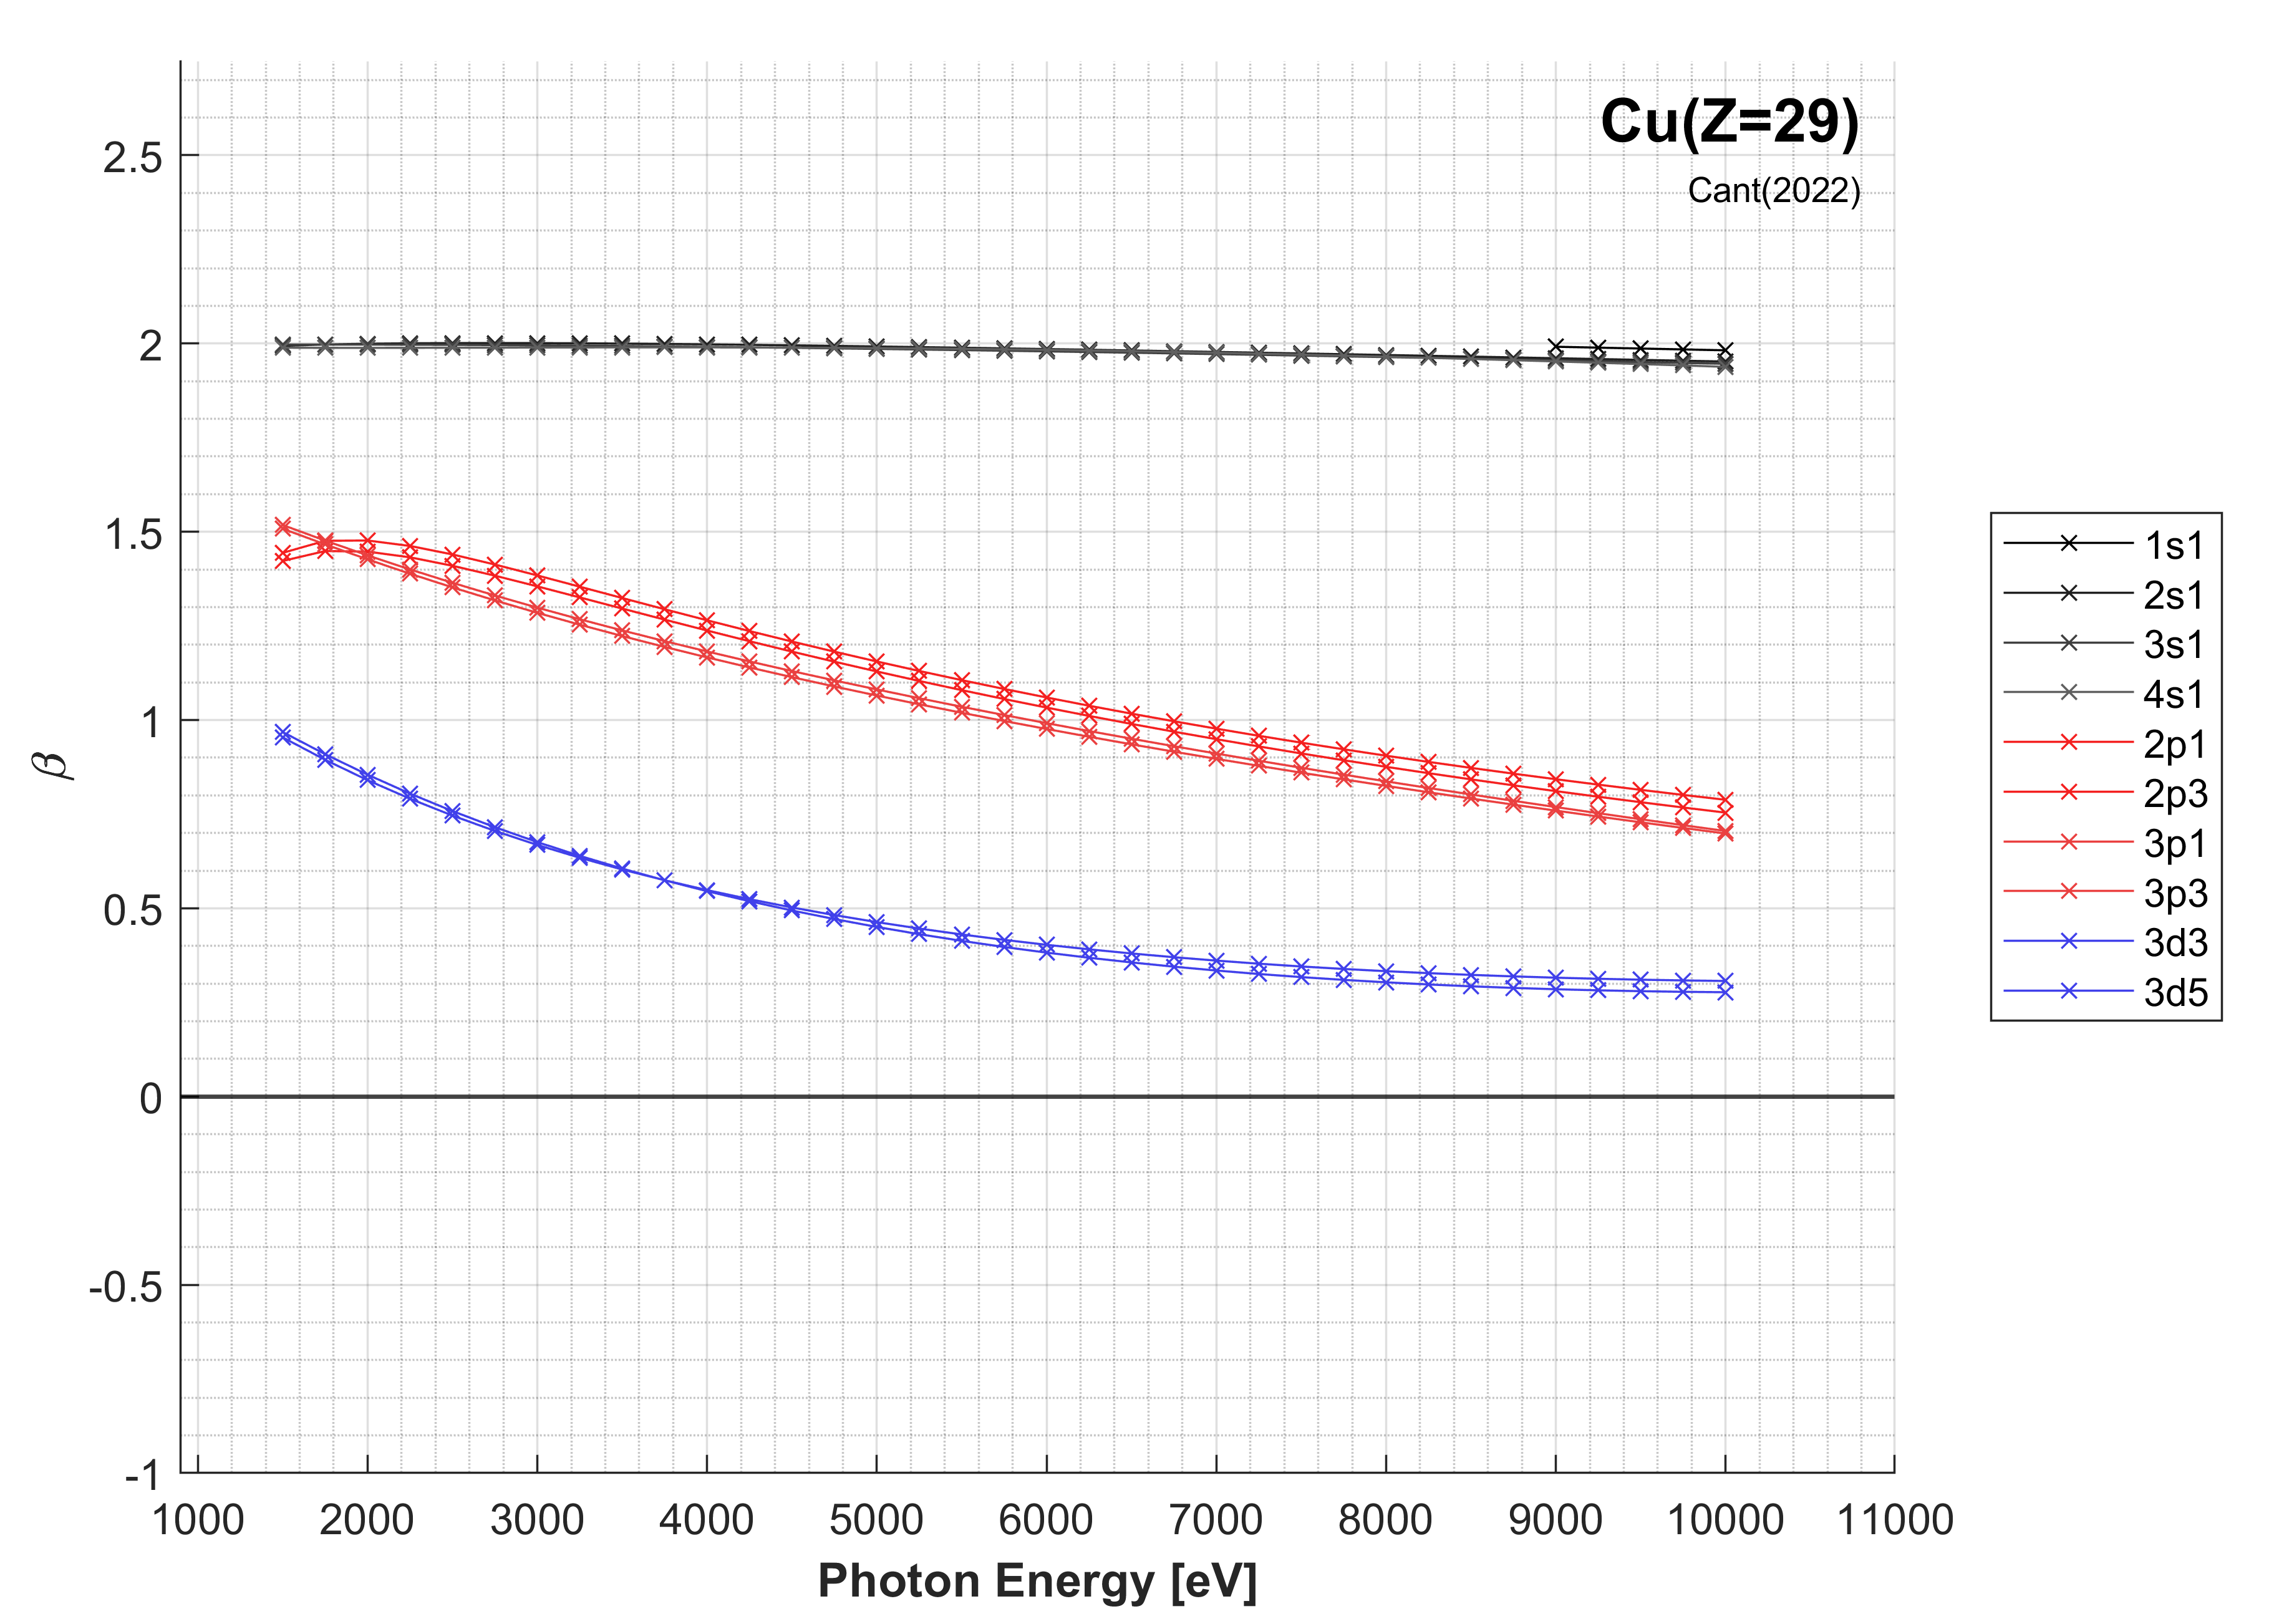 Cu(Z=29)
Cant(2022)
2.5
2
1.5
1
0.5
0
-0.5
-1
β
1000 2000 3000 4000 5000 6000 7000 8000 9000 10000 11000
Photon Energy [eV]
1s1
2s1
3s1
4s1
2p1
2p3
3p1
3p3
3d3
3d5